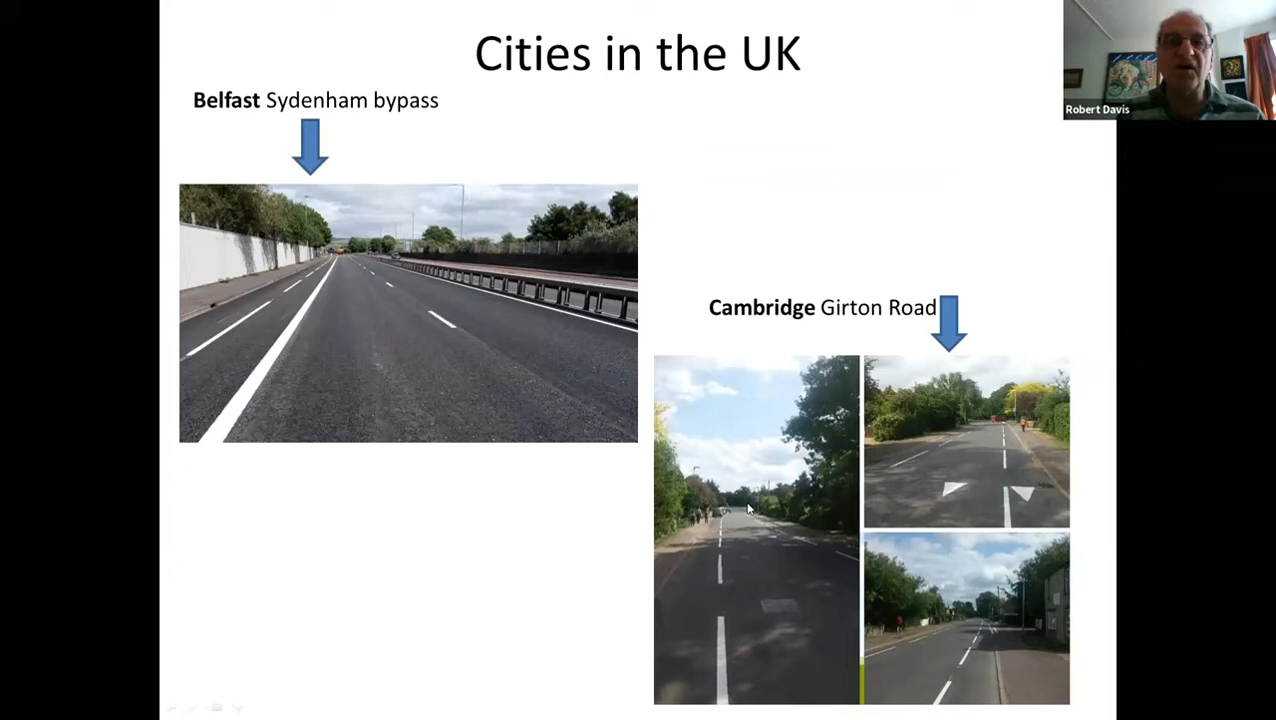 Cities in the UK
Robert Davis
Belfast Sydenham bypass
Cambridge Girton Road